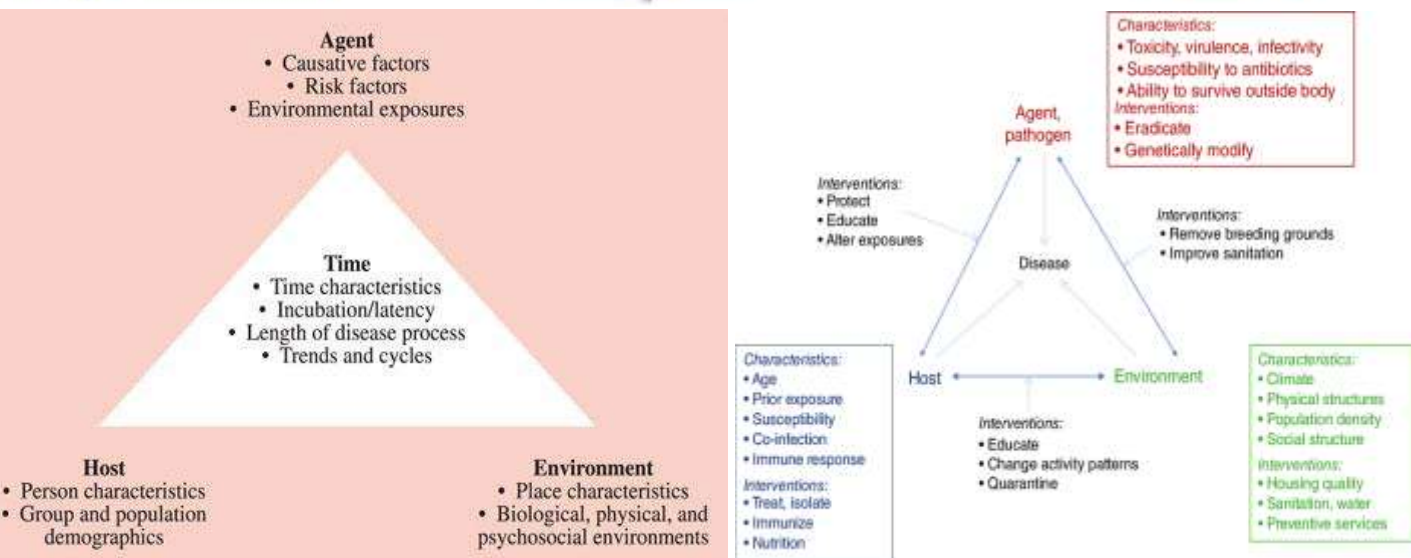 Agent
• Causative factors
• Risk factors
• Environmental exposures
Time
• Time characteristics
• Incubation/latency
• Length of disease process
• Trends and cycles
Host
• Person characteristics
• Group and population
demographics
Environment
• Place characteristics
• Biological, physical, and
psychosocial environments
Characteristics:
• Toxicity, virulence, infectivity
• Susceptibility to antibiotics
• Ability to survive outside body
Interventions:
• Eradicate
• Genetically modify
Agent,
pathogen
Interventions:
• Protect
• Educate
• Alter exposures
Interventions:
• Remove breeding grounds
• Improve sanitation
Disease
Characteristics:
• Age
• Prior exposure
• Susceptibility
• Co-infection
• Immune response
Interventions:
• Treat, isolate
• Immunize
• Nutrition
Host
Environment
Interventions:
• Educate
• Change activity patterns
• Quarantine
Characteristics:
• Climate
• Physical structures
• Population density
• Social structure
Interventions:
• Housing quality
• Sanitation, water
• Preventive services